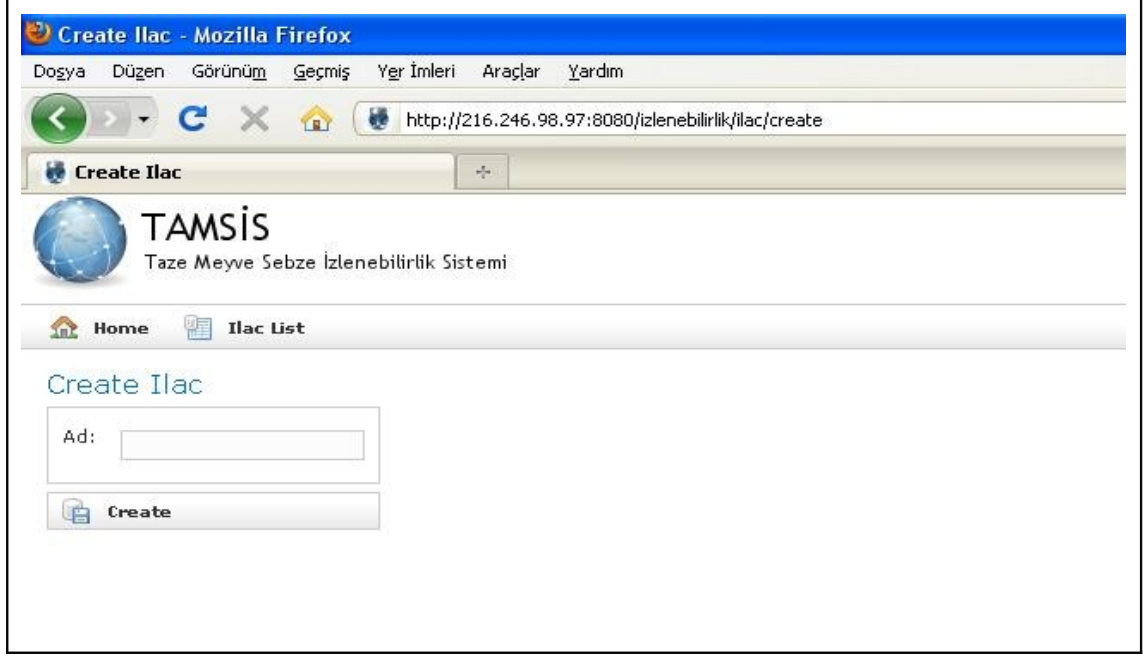 Create Ilac - Mozilla Firefox
Dosya Düzen Görünüm Geçmiş Yer İmleri Araçlar Yardım
http://216.246.98.97:8080/izlenebilirlik/ilac/create
Create Ilac
TAMSİS
Taze Meyve Sebze İzlenebilirlik Sistemi
Home Ilac List
Create Ilac
Ad:
Create